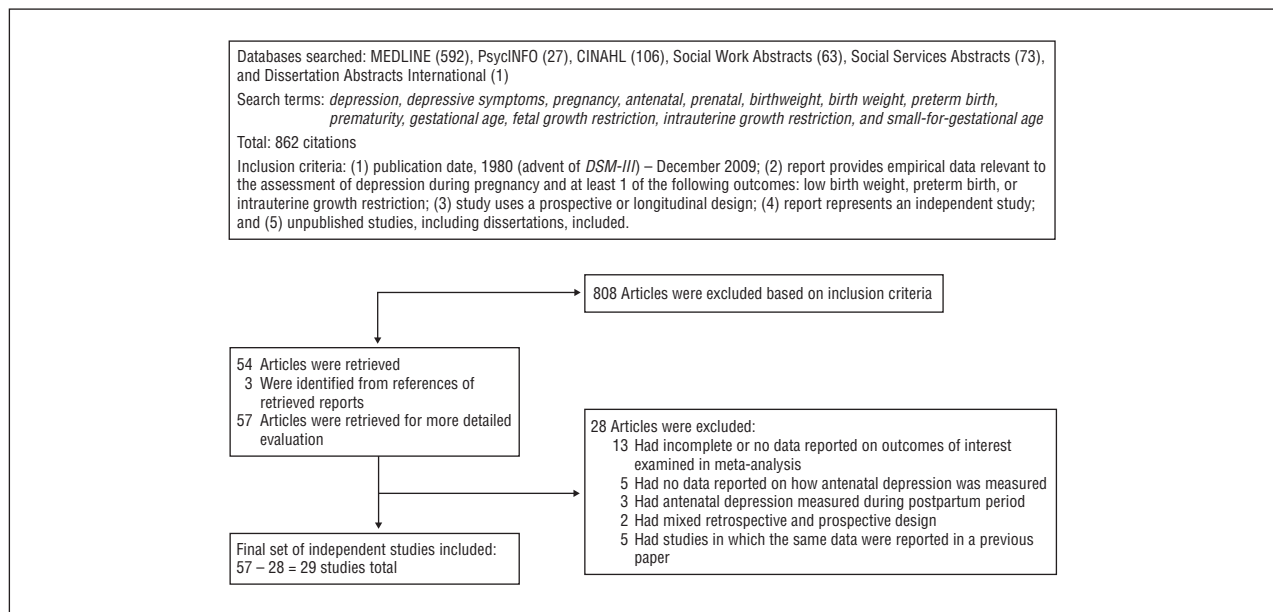 Databases searched: MEDLINE (592), PsycINFO (27), CINAHL (106), Social Work Abstracts (63), Social Services Abstracts (73),
and Dissertation Abstracts International (1)
Search terms: depression, depressive symptoms, pregnancy, antenatal, prenatal, birthweight, birth weight, preterm birth,
prematurity, gestational age, fetal growth restriction, intrauterine growth restriction, and small-for-gestational age
Total: 862 citations
Inclusion criteria: (1) publication date, 1980 (advent of DSM-III) – December 2009; (2) report provides empirical data relevant to
the assessment of depression during pregnancy and at least 1 of the following outcomes: low birth weight, preterm birth, or
intrauterine growth restriction; (3) study uses a prospective or longitudinal design; (4) report represents an independent study;
and (5) unpublished studies, including dissertations, included.
808 Articles were excluded based on inclusion criteria
54 Articles were retrieved
3 Were identified from references of
retrieved reports
57 Articles were retrieved for more detailed
evaluation
28 Articles were excluded:
13 Had incomplete or no data reported on outcomes of interest
examined in meta-analysis
5 Had no data reported on how antenatal depression was measured
3 Had antenatal depression measured during postpartum period
2 Had mixed retrospective and prospective design
5 Had studies in which the same data were reported in a previous
paper
Final set of independent studies included:
57 – 28 = 29 studies total